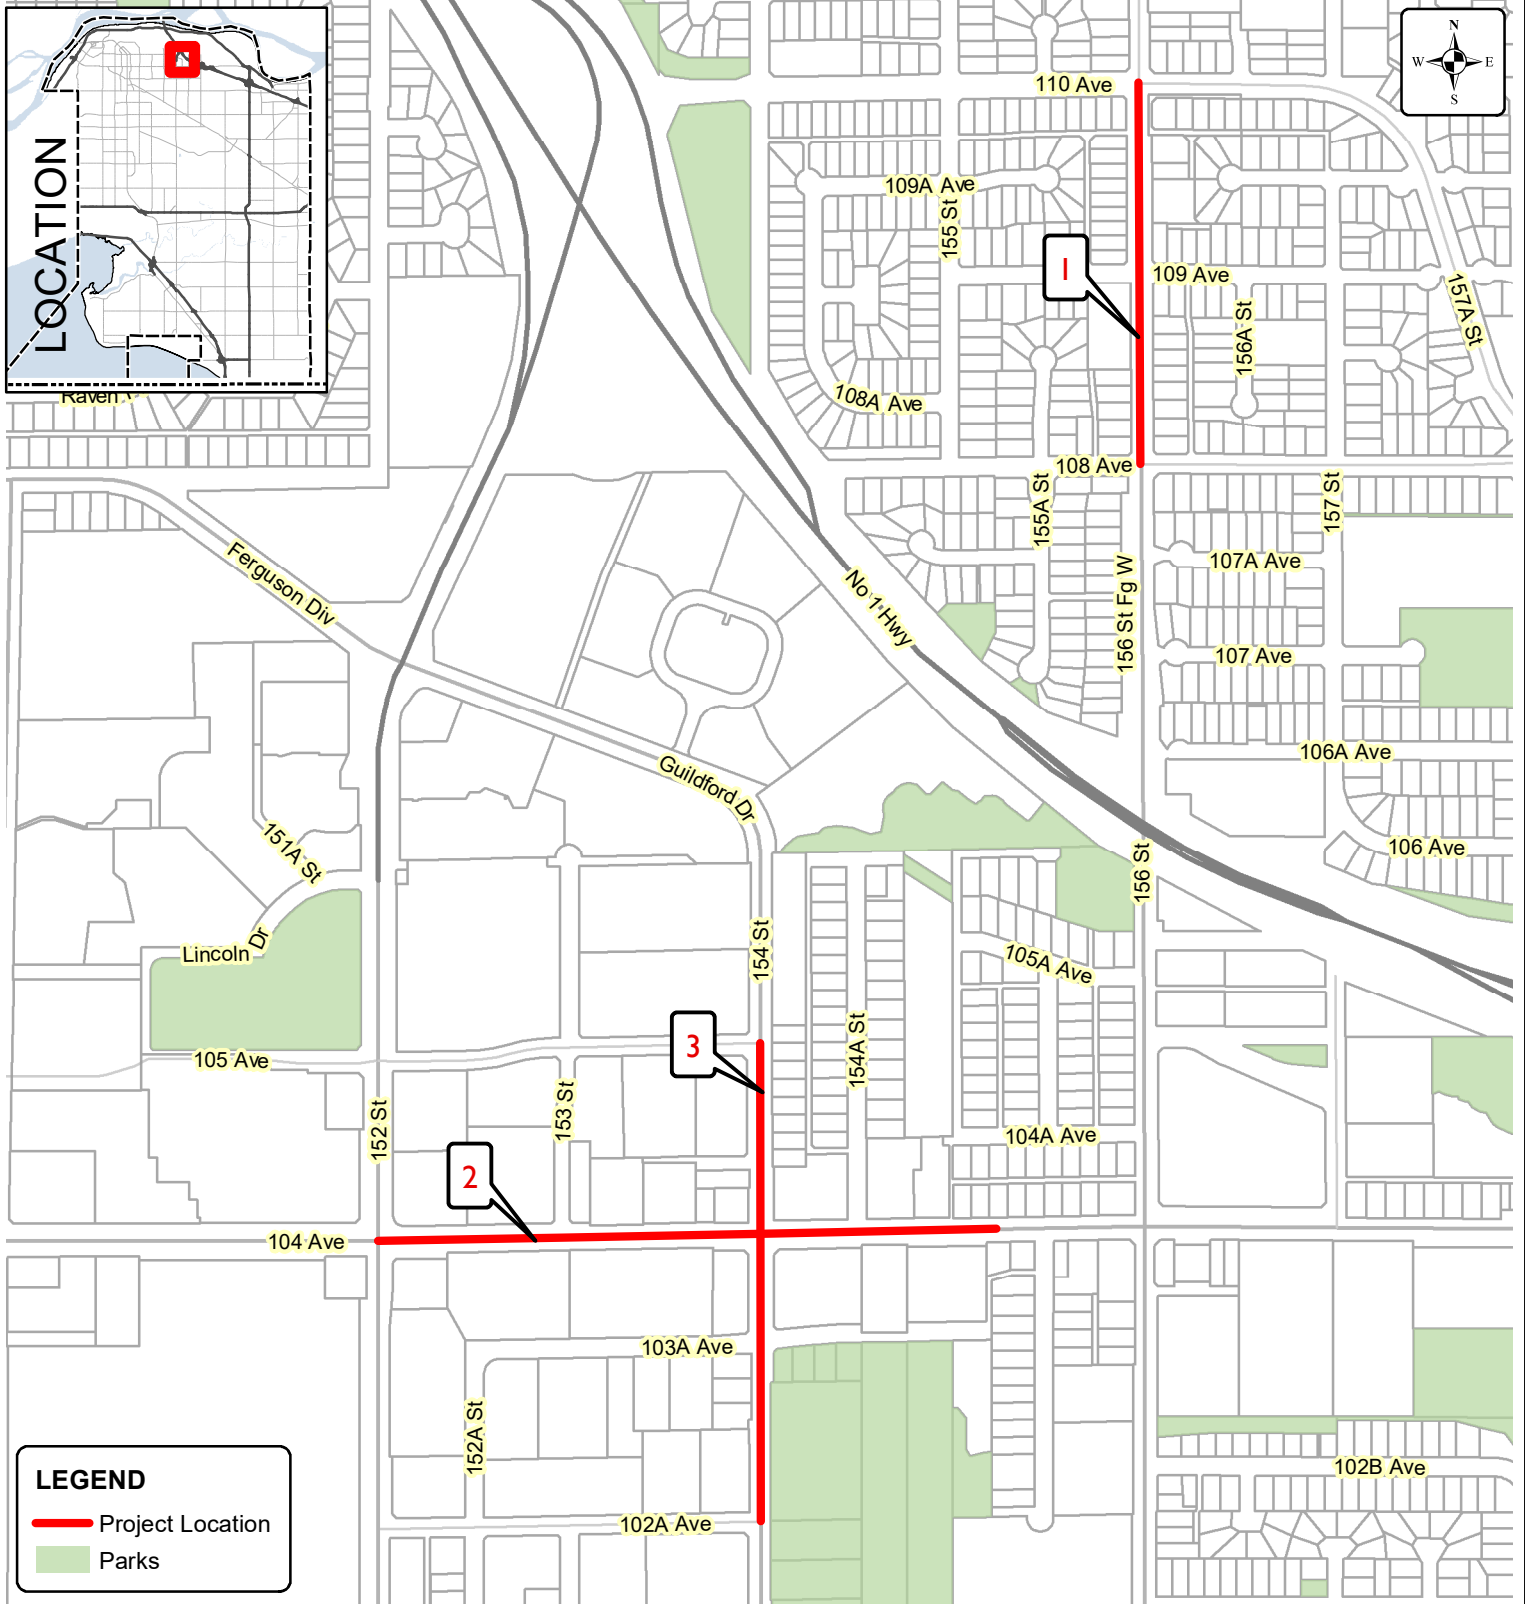 LOCATION
N
W E
S
110 Ave
109A Ave
155 St
1
109 Ave
157A St
156A St
Raven
108A Ave
108 Ave
155A St
157 St
Ferguson Div
No 1 Hwy
156 St Fg W
107A Ave
107 Ave
106A Ave
Guildford Dr
151A St
156 St
106 Ave
Lincoln Dr
154 St
105A Ave
3
154A St
105 Ave
153 St
152 St
104A Ave
2
104 Ave
103A Ave
152A St
102B Ave
102A Ave
LEGEND
Project Location
Parks